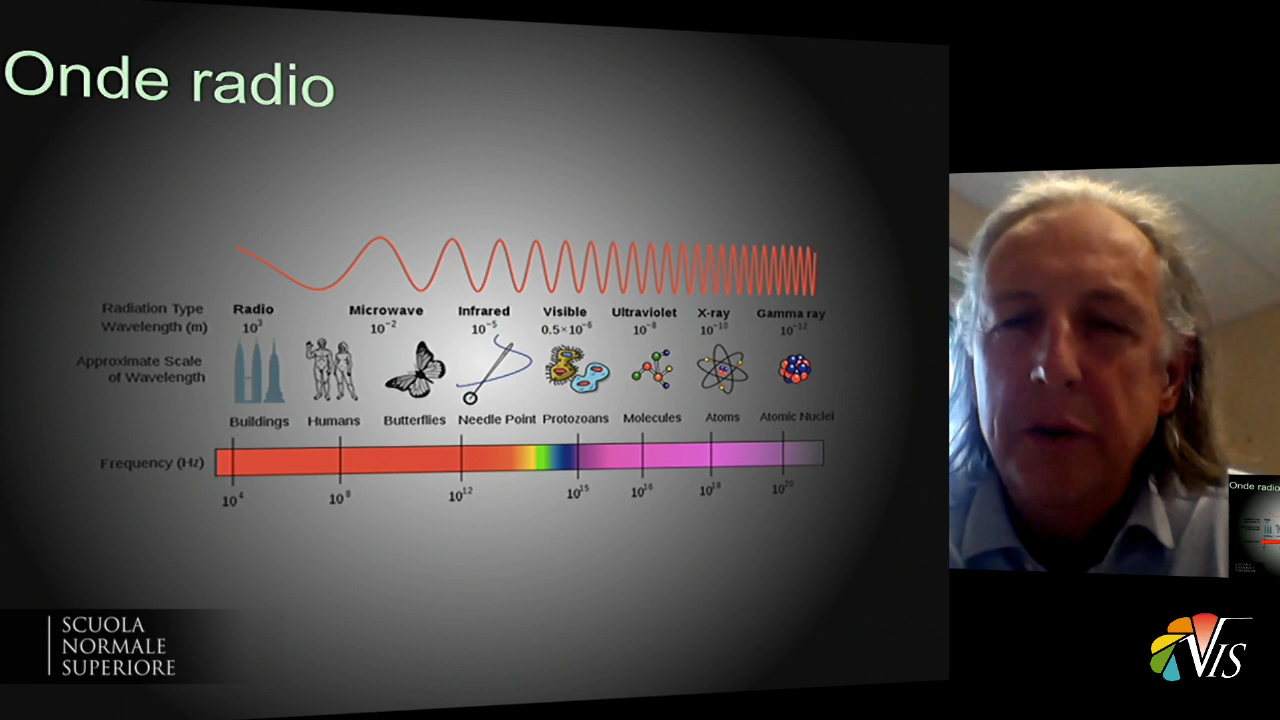 Onde radio
Radiation Type Radio Microwave Infrared Visible Ultraviolet X-ray Gamma ray
Wavelength (m) 10³ 10⁻² 10⁻⁵ 0.5×10⁻⁶ 10⁻⁸ 10⁻¹⁰ 10⁻¹²
Approximate Scale
of Wavelength
Buildings Humans Butterflies Needle Point Protozoans Molecules Atoms Atomic Nuclei
Frequency (Hz)
10⁴ 10⁸ 10¹² 10¹⁵ 10¹⁶ 10¹⁸ 10²⁰
SCUOLA
NORMALE
SUPERIORE
Onde radio
VIS